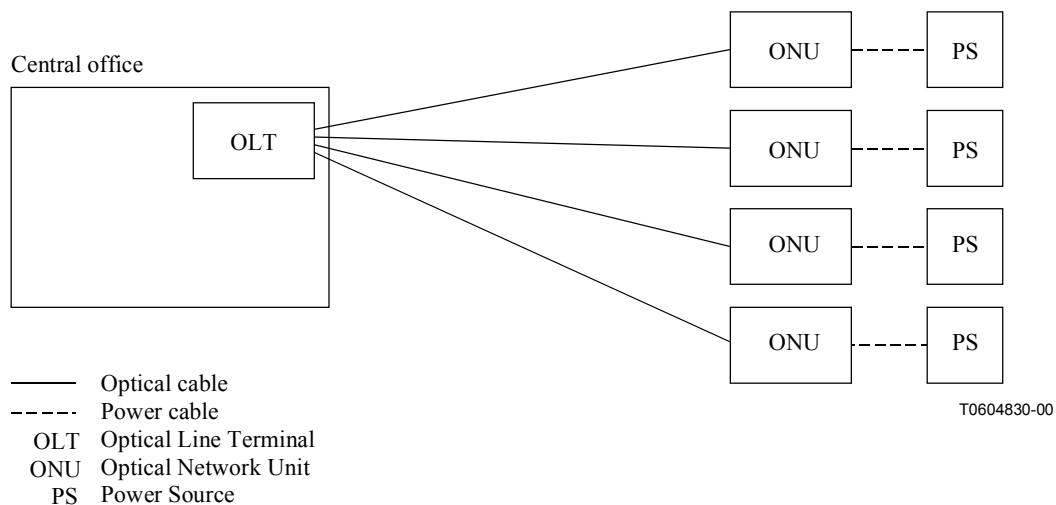 ONU PS
Central office
OLT
ONU PS
ONU PS
ONU PS
Optical cable
Power cable
T0604830-00
OLT Optical Line Terminal
ONU Optical Network Unit
PS Power Source